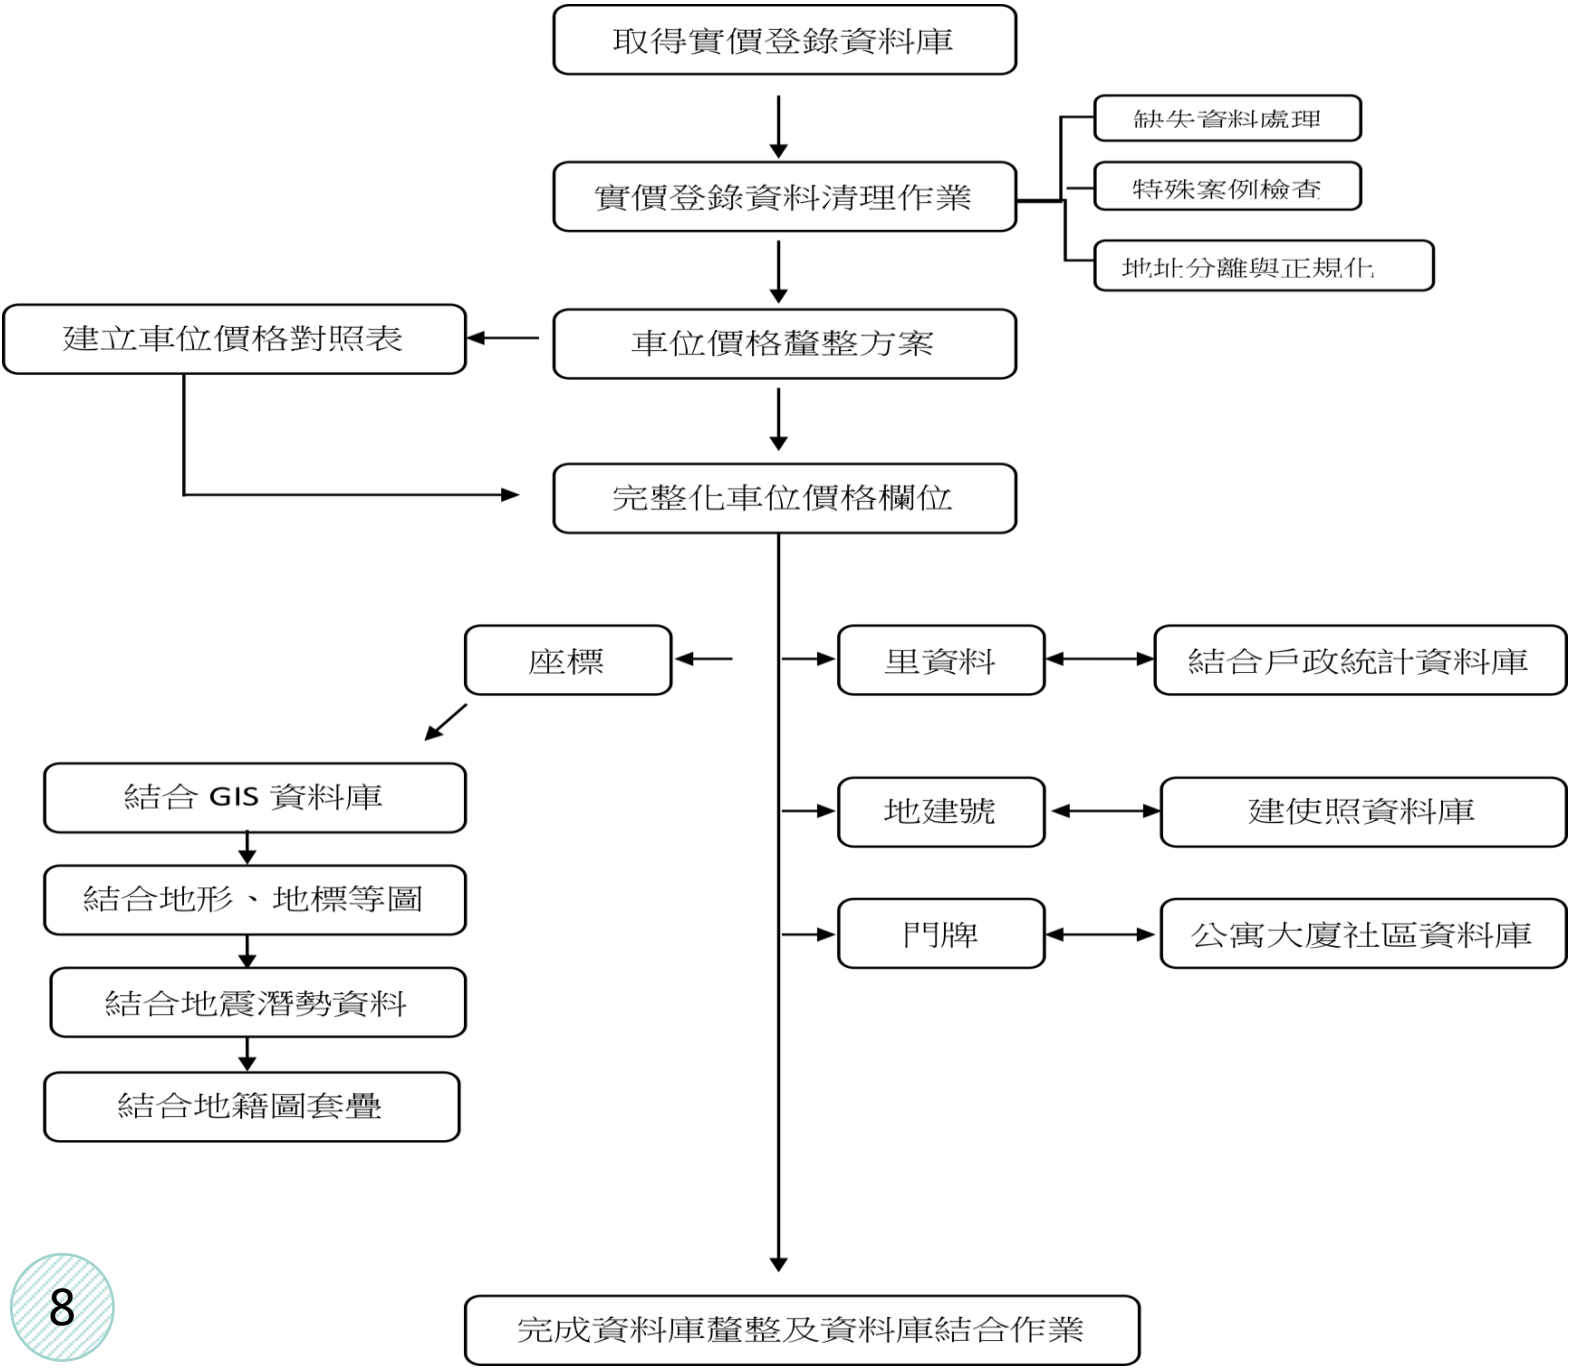 取得實價登錄資料庫
缺失資料處理
實價登錄資料清理作業
特殊案例檢查
地址分離與正規化
建立車位價格對照表
車位價格釐整方案
完整化車位價格欄位
座標
里資料
結合戶政統計資料庫
結合 GIS 資料庫
地建號
建使照資料庫
結合地形、地標等圖
門牌
公寓大廈社區資料庫
結合地震潛勢資料
結合地籍圖套疊
8
完成資料庫釐整及資料庫結合作業